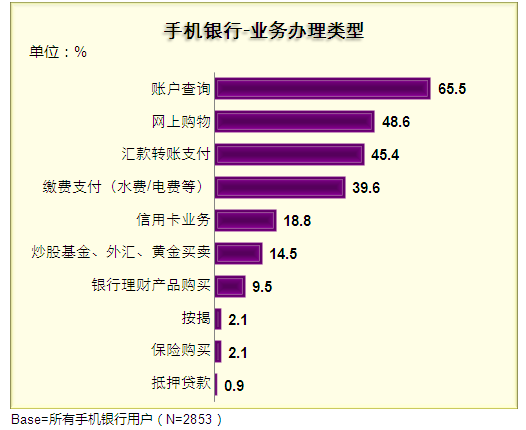 手机银行-业务办理类型
单位：%
账户查询 65.5
网上购物 48.6
汇款转账支付 45.4
缴费支付（水费/电费等） 39.6
信用卡业务 18.8
炒股基金、外汇、黄金买卖 14.5
银行理财产品购买 9.5
按揭 2.1
保险购买 2.1
抵押贷款 0.9
Base=所有手机银行用户（N=2853）